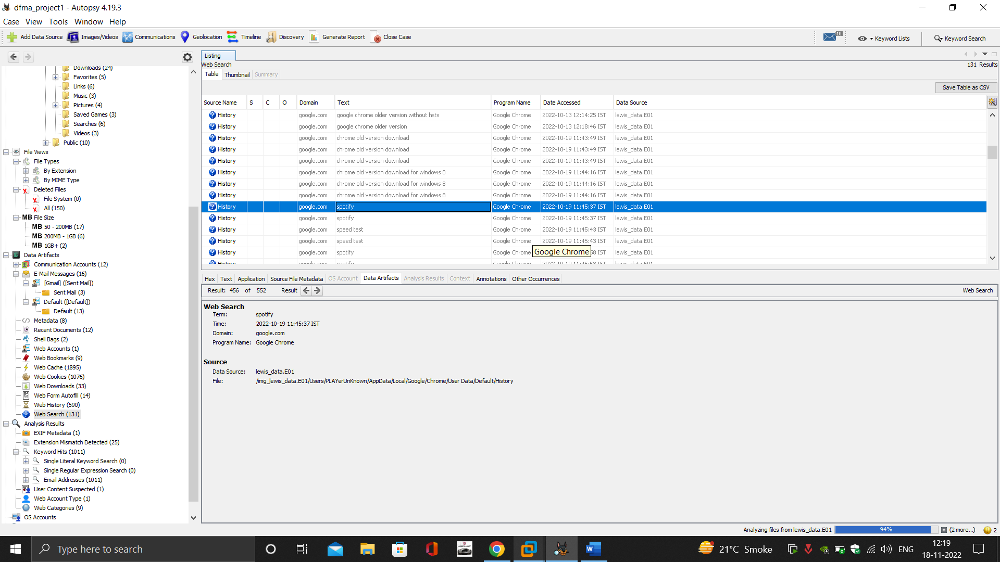 dfma_project1 - Autopsy 4.19.3
Case View Tools Window Help
Add Data Source Images/Videos Communications Geolocation Timeline Discovery Generate Report Close Case 10 Keyword Lists Keyword Search
Downloads (24)
Favorites (5)
Links (6)
Music (3)
Pictures (4)
Saved Games (3)
Searches (6)
Videos (3)
Public (10)
File Views
File Types
By Extension
By MIME Type
Deleted Files
File System (0)
All (150)
MB File Size
MB 50 - 200MB (17)
MB 200MB - 1GB (6)
MB 1GB+ (2)
Data Artifacts
Communication Accounts (12)
E-Mail Messages (16)
[Gmail] ([Sent Mail])
Sent Mail (3)
Default ([Default])
Default (13)
Metadata (8)
Recent Documents (12)
Shell Bags (2)
Web Accounts (1)
Web Bookmarks (9)
Web Cache (1895)
Web Cookies (1076)
Web Downloads (33)
Web Form Autofill (14)
Web History (590)
Web Search (131)
Analysis Results
EXIF Metadata (1)
Extension Mismatch Detected (25)
Keyword Hits (1011)
Single Literal Keyword Search (0)
Single Regular Expression Search (0)
Email Addresses (1011)
User Content Suspected (1)
Web Account Type (1)
Web Categories (9)
OS Accounts
Listing
Web Search 131 Results
Table Thumbnail Summary
Save Table as CSV
Source Name S C O Domain Text Program Name Date Accessed Data Source
History google.com google chrome older version without hsts Google Chrome 2022-10-13 12:14:25 IST lewis_data.E01
History google.com google chrome older version Google Chrome 2022-10-13 12:18:46 IST lewis_data.E01
History google.com chrome old version download Google Chrome 2022-10-19 11:43:49 IST lewis_data.E01
History google.com chrome old version download Google Chrome 2022-10-19 11:43:49 IST lewis_data.E01
History google.com chrome old version download Google Chrome 2022-10-19 11:43:49 IST lewis_data.E01
History google.com chrome old version download for windows 8 Google Chrome 2022-10-19 11:44:16 IST lewis_data.E01
History google.com chrome old version download for windows 8 Google Chrome 2022-10-19 11:44:16 IST lewis_data.E01
History google.com chrome old version download for windows 8 Google Chrome 2022-10-19 11:44:16 IST lewis_data.E01
History google.com spotify Google Chrome 2022-10-19 11:45:37 IST lewis_data.E01
History google.com spotify Google Chrome 2022-10-19 11:45:37 IST lewis_data.E01
History google.com speed test Google Chrome 2022-10-19 11:45:43 IST lewis_data.E01
History google.com speed test Google Chrome 2022-10-19 11:45:43 IST lewis_data.E01
History google.com spotify Google Chrome 58 IST lewis_data.E01
Google Chrome
Hex Text Application Source File Metadata OS Account Data Artifacts Analysis Results Context Annotations Other Occurrences
Result: 456 of 552 Result Web Search
Web Search
Term: spotify
Time: 2022-10-19 11:45:37 IST
Domain: google.com
Program Name: Google Chrome
Source
Data Source: lewis_data.E01
File: /img_lewis_data.E01/Users/PLAYerUnKnown/AppData/Local/Google/Chrome/User Data/Default/History
Analyzing files from lewis_data.E01 94% (2 more...) 2
Type here to search
21°C Smoke ENG
12:19
18-11-2022